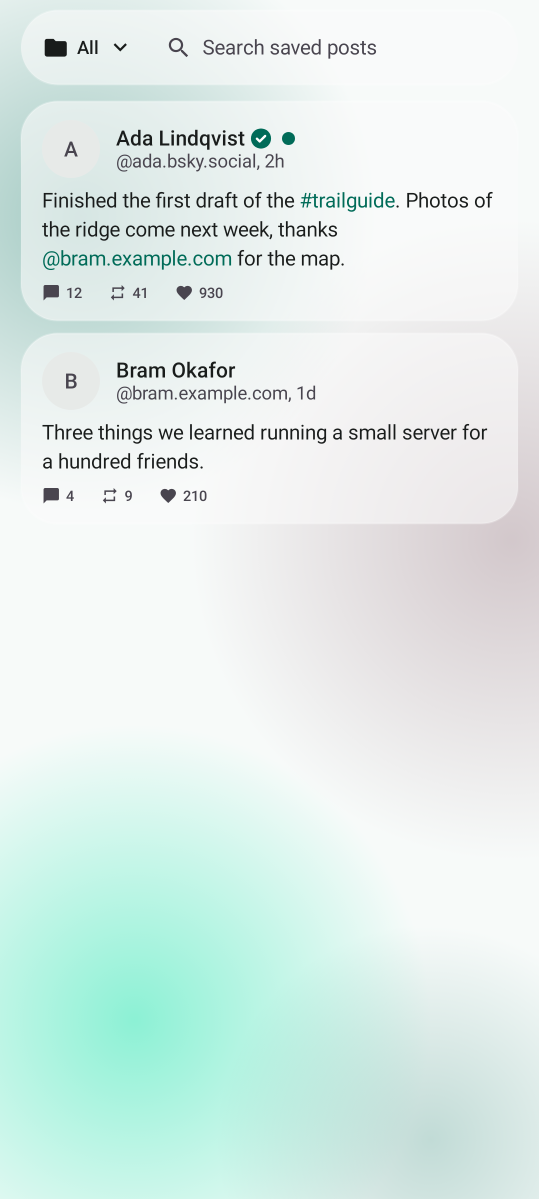 All
Search saved posts
A
Ada Lindqvist
@ada.bsky.social, 2h
Finished the first draft of the #trailguide. Photos of
the ridge come next week, thanks
@bram.example.com for the map.
12 41 930
B
Bram Okafor
@bram.example.com, 1d
Three things we learned running a small server for
a hundred friends.
4 9 210